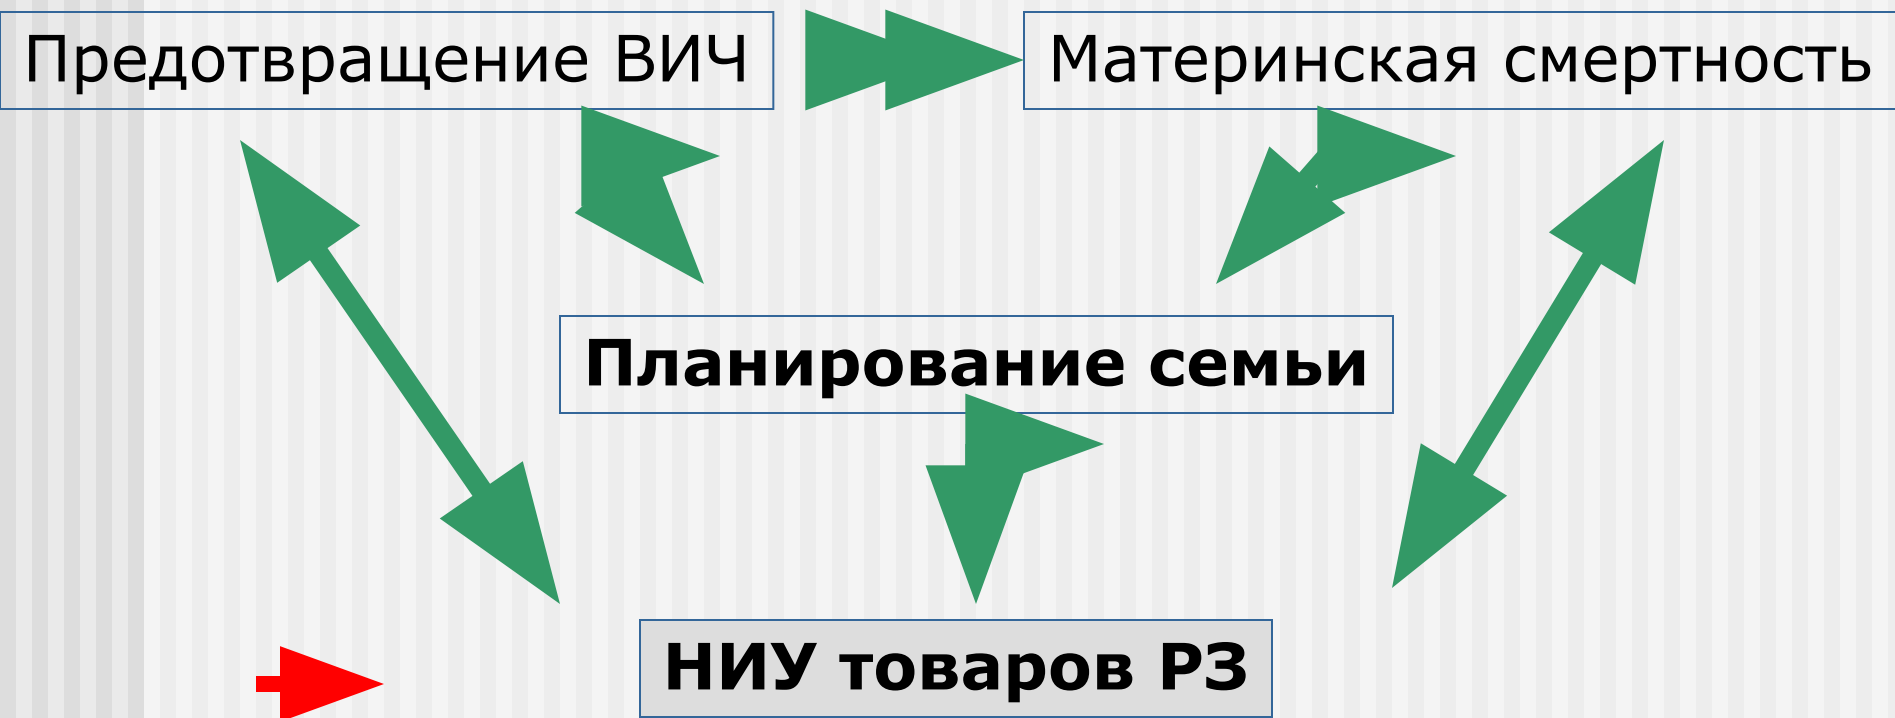 Предотвращение ВИЧ
Материнская смертность
Планирование семьи
НИУ товаров РЗ